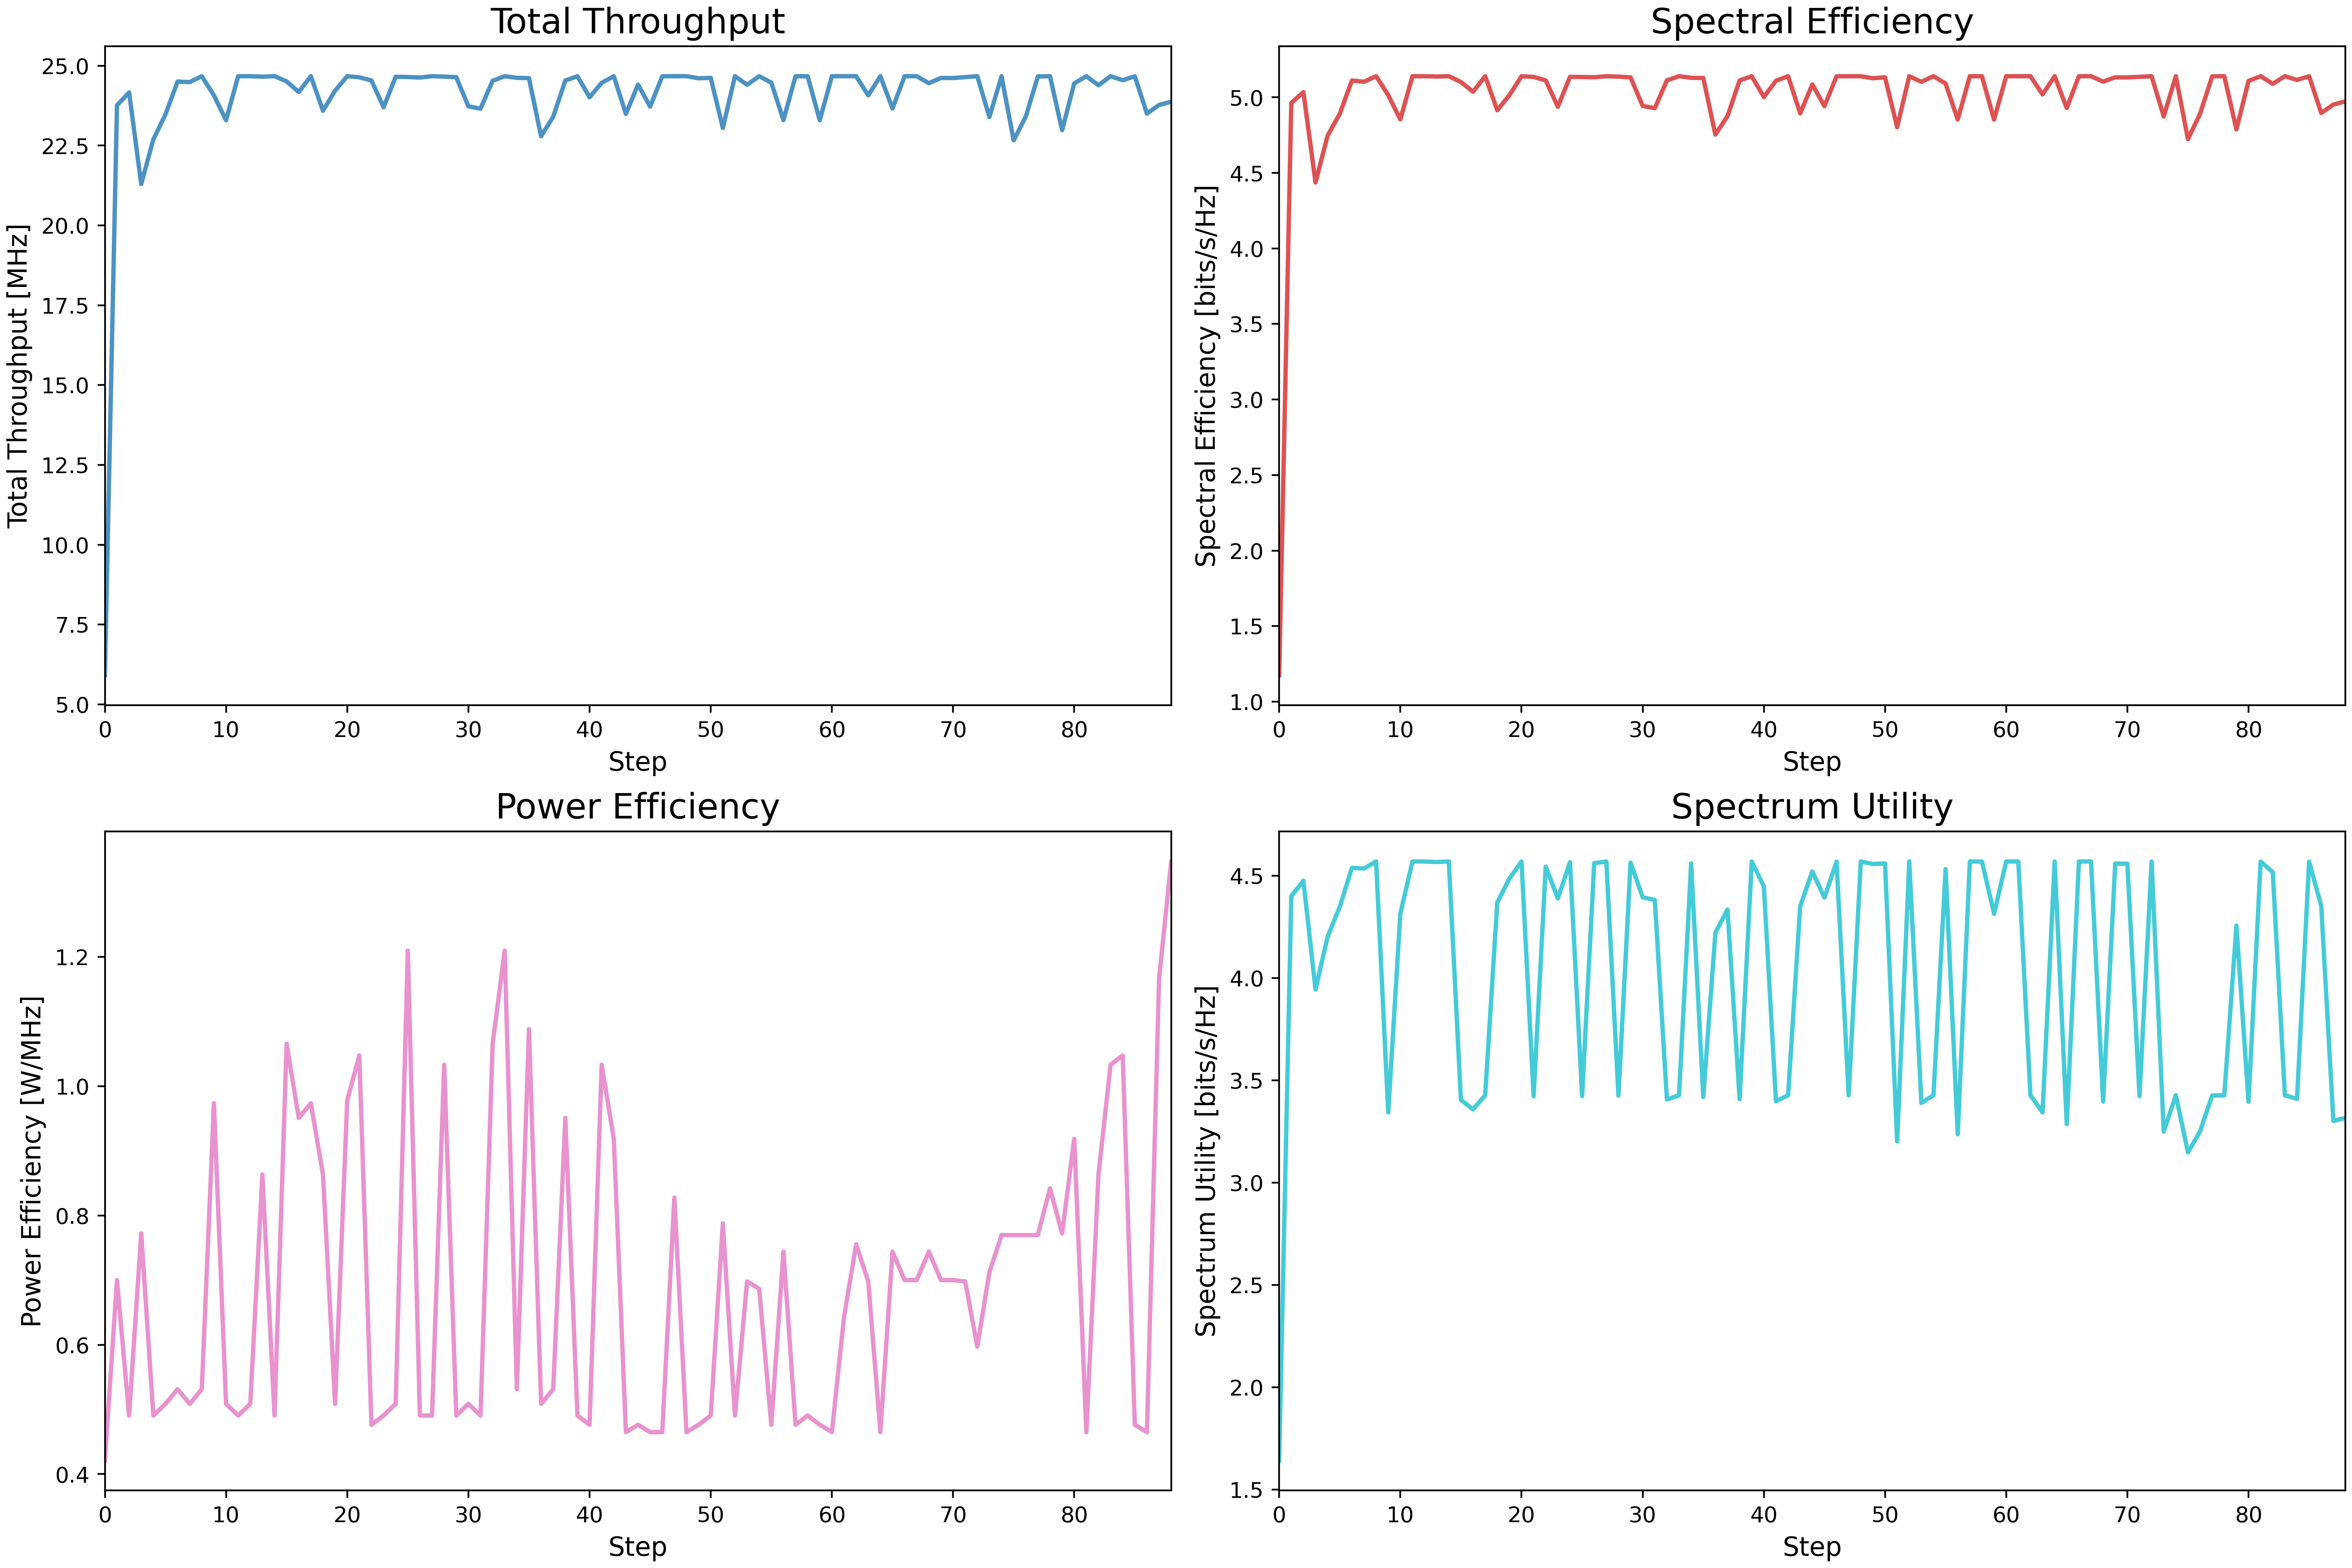 Total Throughput
Total Throughput [MHz]
25.0
22.5
20.0
17.5
15.0
12.5
10.0
7.5
5.0
0 10 20 30 40 50 60 70 80
Step
Spectral Efficiency
Spectral Efficiency [bits/s/Hz]
5.0
4.5
4.0
3.5
3.0
2.5
2.0
1.5
1.0
0 10 20 30 40 50 60 70 80
Step
Power Efficiency
Power Efficiency [W/MHz]
1.2
1.0
0.8
0.6
0.4
0 10 20 30 40 50 60 70 80
Step
Spectrum Utility
Spectrum Utility [bits/s/Hz]
4.5
4.0
3.5
3.0
2.5
2.0
1.5
0 10 20 30 40 50 60 70 80
Step